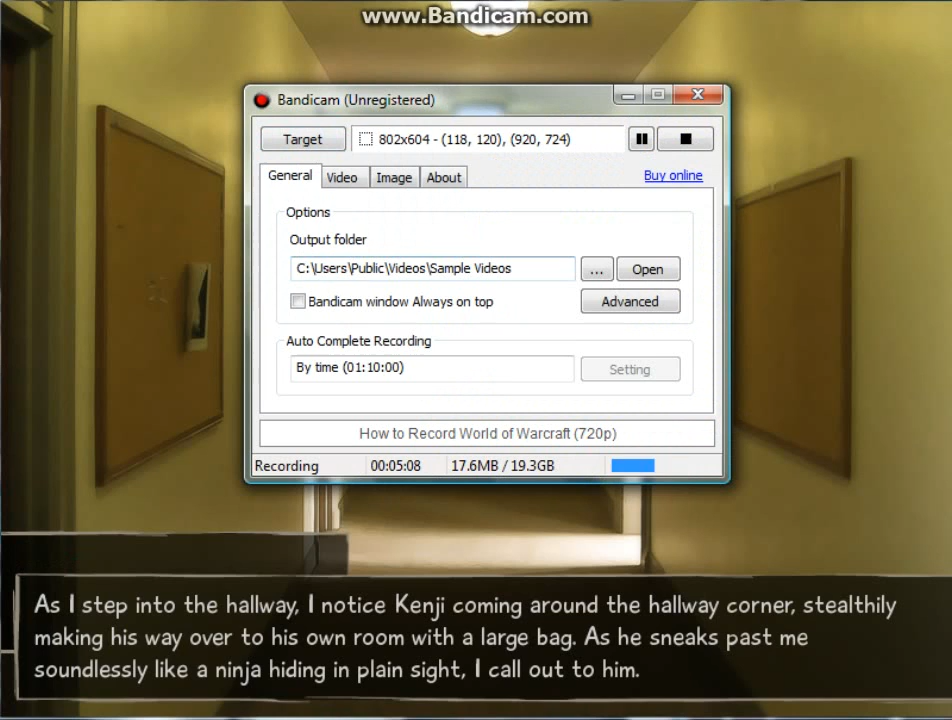 www.Bandicam.com
Bandicam (Unregistered)
Target
802x604 - (118, 120), (920, 724)
General
Video
Image
About
Buy online
Options
Output folder
C:\Users\Public\Videos\Sample Videos
...
Open
Bandicam window Always on top
Advanced
Auto Complete Recording
By time (01:10:00)
Setting
How to Record World of Warcraft (720p)
Recording
00:05:08
17.6MB / 19.3GB
As I step into the hallway, I notice Kenji coming around the hallway corner, stealthily
making his way over to his own room with a large bag. As he sneaks past me
soundlessly like a ninja hiding in plain sight, I call out to him.